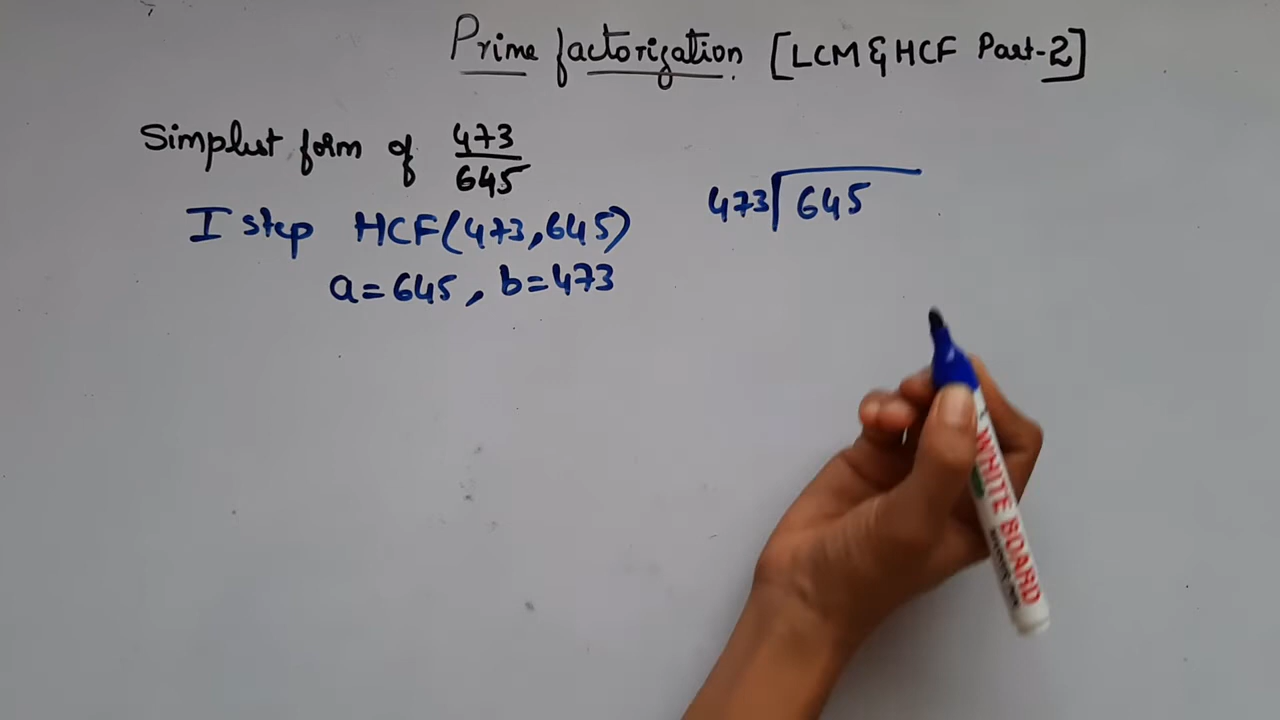 Prime factorization [LCM & HCF Part-2]
Simplest form of 473/645
I step HCF(473,645)
a=645, b=473
473 645
WHITE BOARD